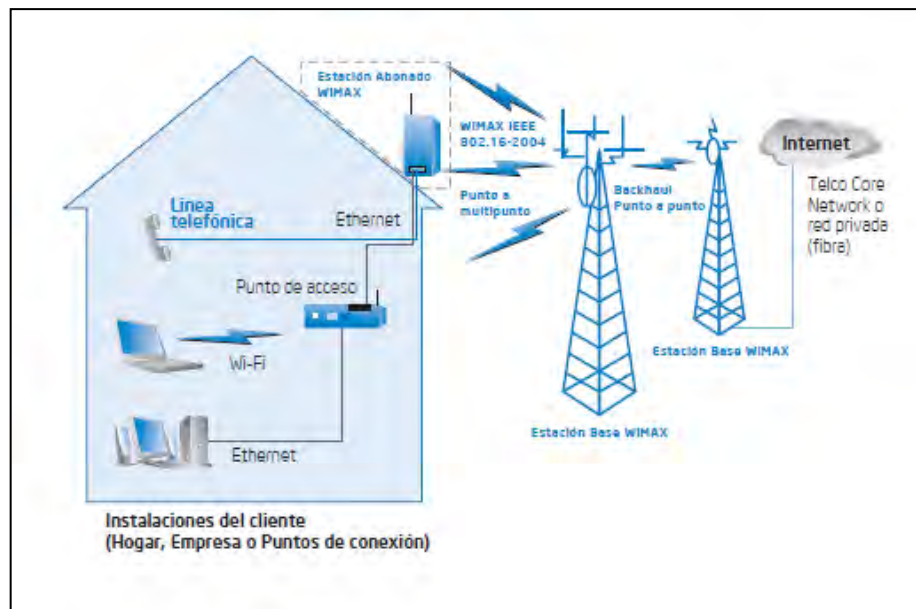 Estación Abonado
WIMAX
WIMAX IEEE
802.16-2004
Internet
Línea
telefónica
Ethernet
Punto a
multipunto
Backhaul
Punto a punto
Telco Core
Network o
red privada
(fibra)
Punto de acceso
Wi-Fi
Estación Base WIMAX
Ethernet
Estación Base WIMAX
Instalaciones del cliente
(Hogar, Empresa o Puntos de conexión)